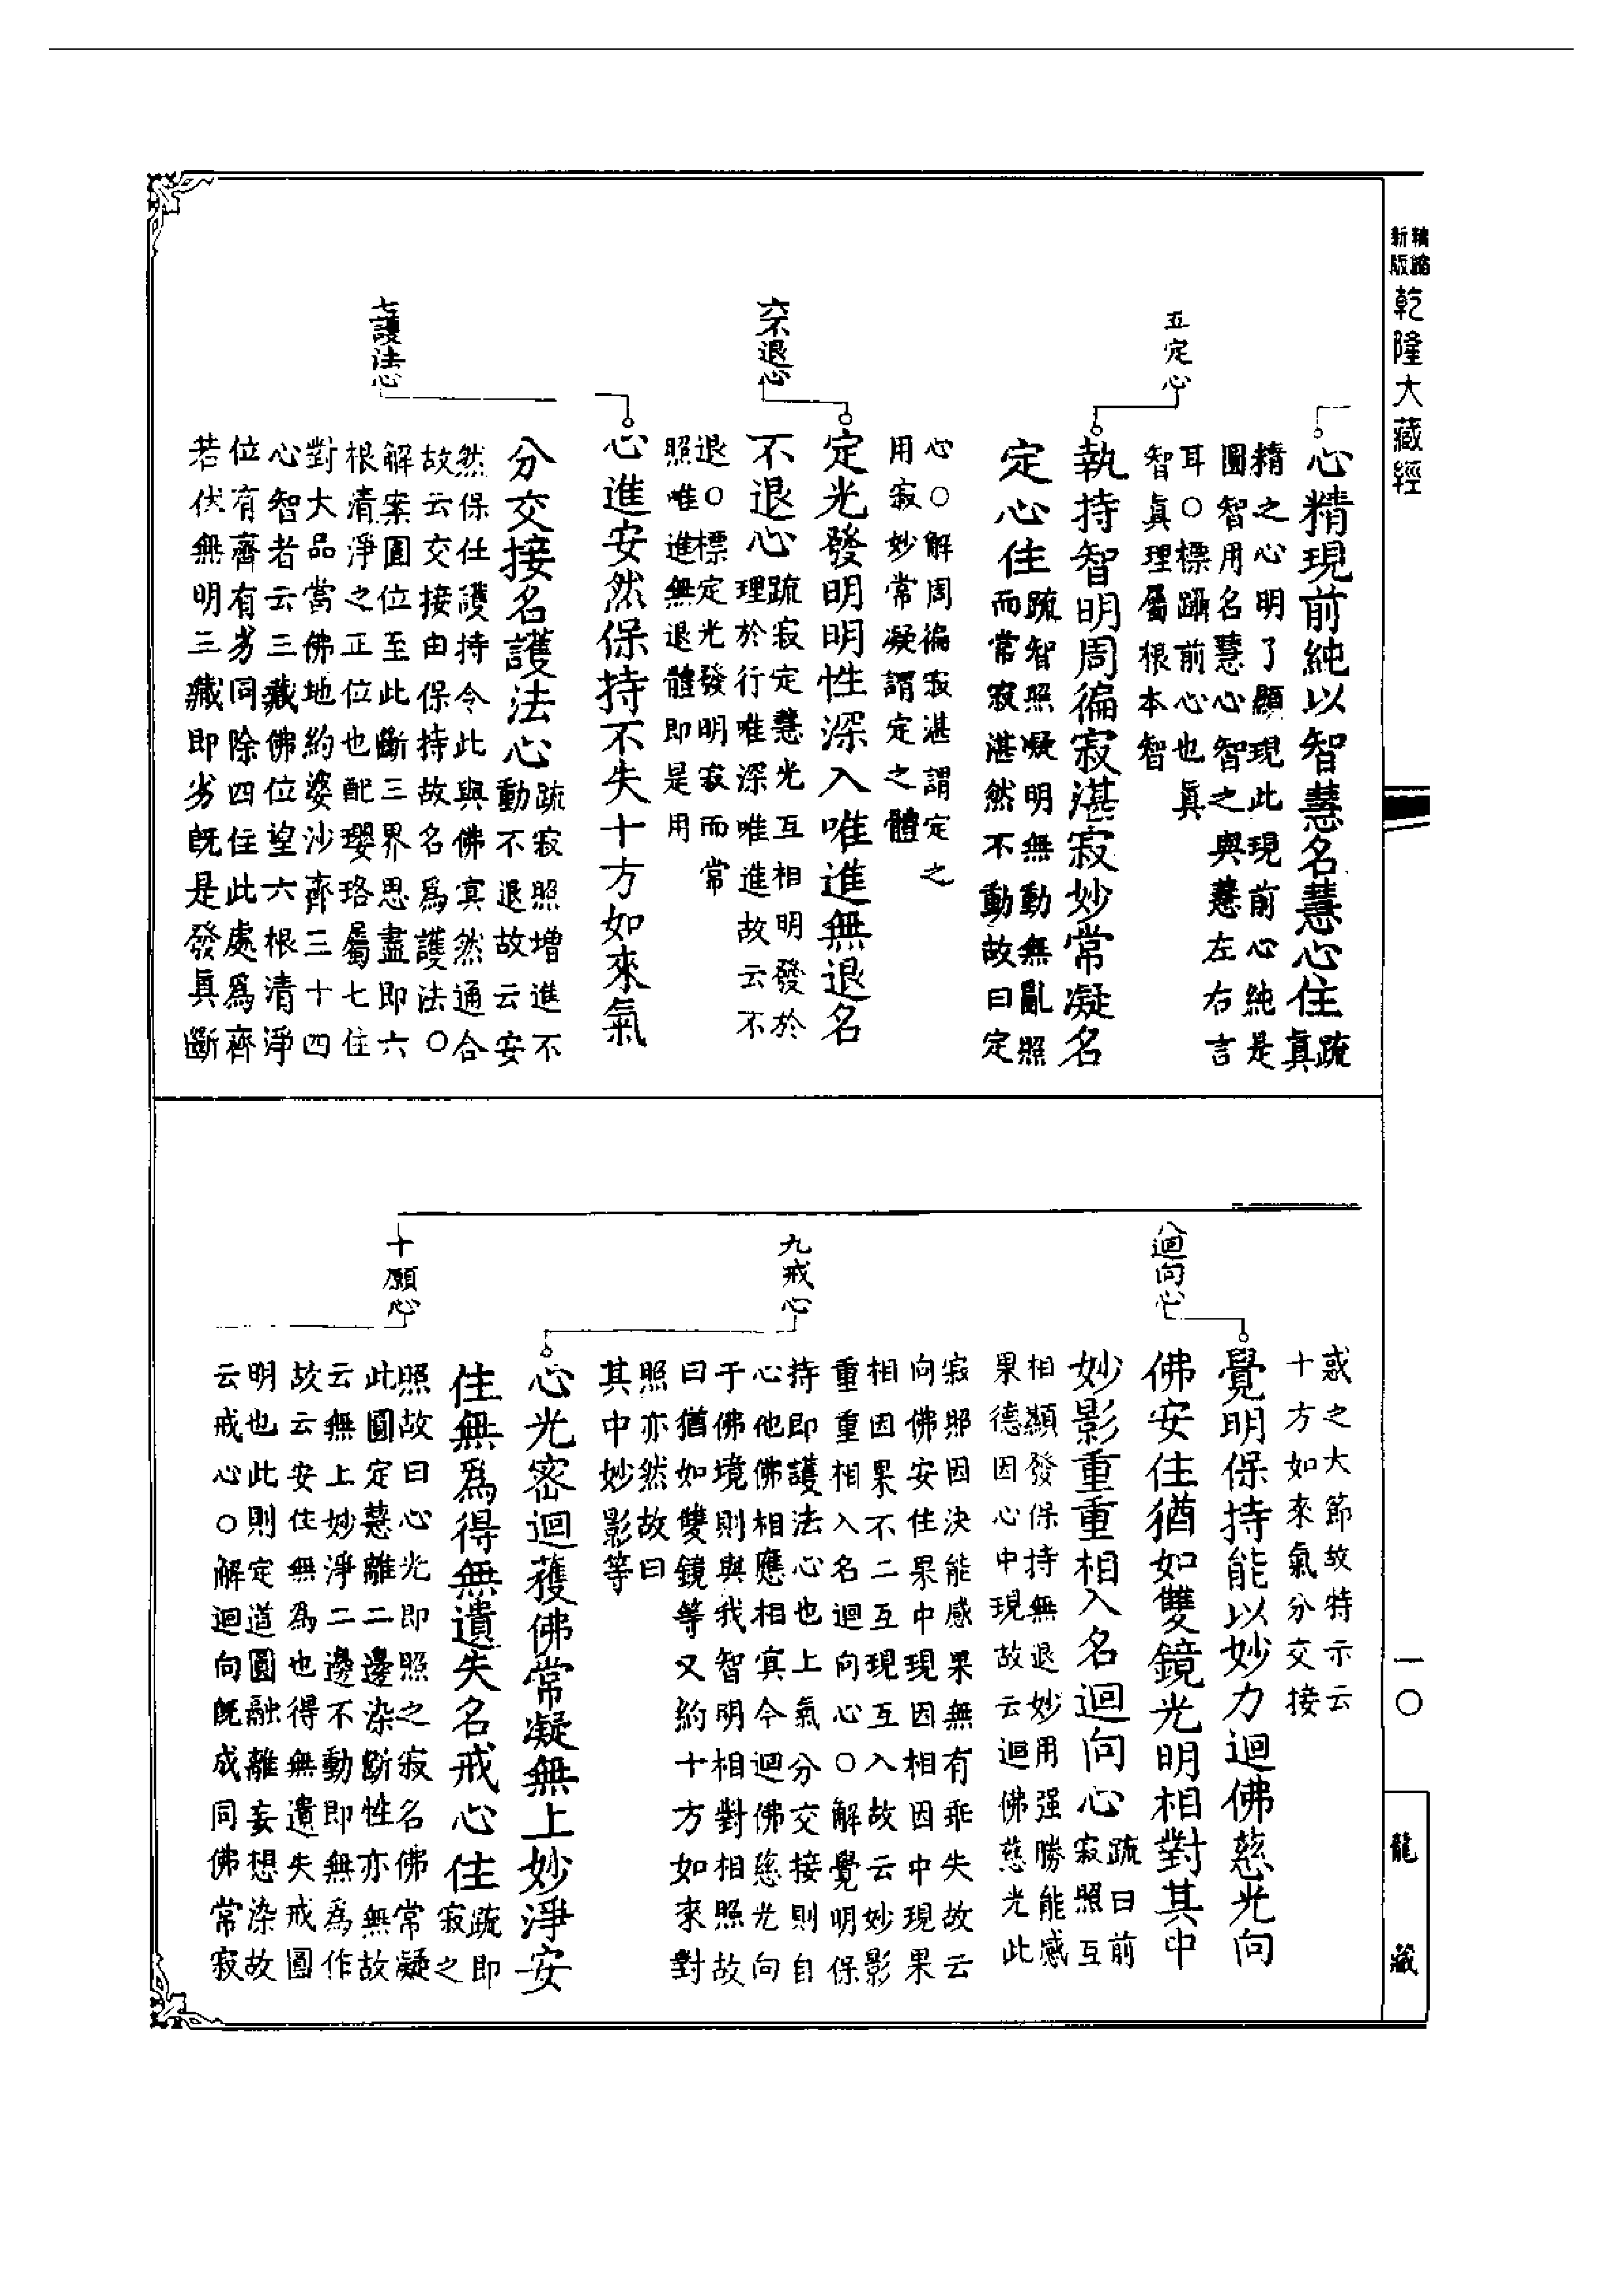 精縮
新版
乾隆大藏經
一〇
龍藏
心精現前純以智慧名慧心住疏
真
精之心明了顯現此現前心純是
圓智用名慧心智之與慧左右言
耳○標躡前心也真
智真理屬根本智
五定心
執持智明周徧寂湛寂妙常凝名
定心住疏智照凝明無動無亂照
而常寂湛然不動故曰定
心○解周徧寂湛謂定之
用寂妙常凝謂定之體
六不退心
定光發明明性深入唯進無退名
不退心疏寂定慧光互相明發於
理於行唯深唯進故云不
退○標定光發明寂而常
照唯進無退體即是用
心進安然保持不失十方如來氣
七護法心
分交接名護法心疏寂照增進不
動不退故云安
然保任護持令此與佛冥然通合
故云交接由保持故名爲護法○
解案圓位至此斷三界思盡即六
根清淨之正位也配瓔珞屬七住
對大品當佛地約婆沙齊三十四
心智者云三藏佛位望六根清淨
位有齊有劣同除四住此處爲齊
若伏無明三藏即劣旣是發真斷
惑之大節故特示云
十方如來氣分交接
八迴向心
覺明保持能以妙力迴佛慈光向
佛安住猶如雙鏡光明相對其中
妙影重重相入名迴向心疏曰前
寂照互
相顯發保持無退妙用强勝能感
果德因心中現故云迴佛慈光此
寂照因決能感果無有乖失故云
向佛安住果中現因相因中現果
相因果不二互現互入故云妙影
重重相入名迴向心○解覺明保
持即護法心也上氣分交接則自
心他佛相應相冥今迴佛慈光向
于佛境則與我智明相對相照故
曰猶如雙鏡等又約十方如來對
照亦然故曰
其中妙影等
九戒心
心光密迴獲佛常凝無上妙淨安
住無爲得無遺失名戒心住疏即
寂之
照故曰心光即照之寂名佛常凝
此圓定慧離二邊染斷性亦無故
云無上妙淨二邊不動即無爲作
故云安住無為也得無遺失戒圓
明也此則定道圓融離妄想染故
云戒心○解迴向旣成同佛常寂
十願心